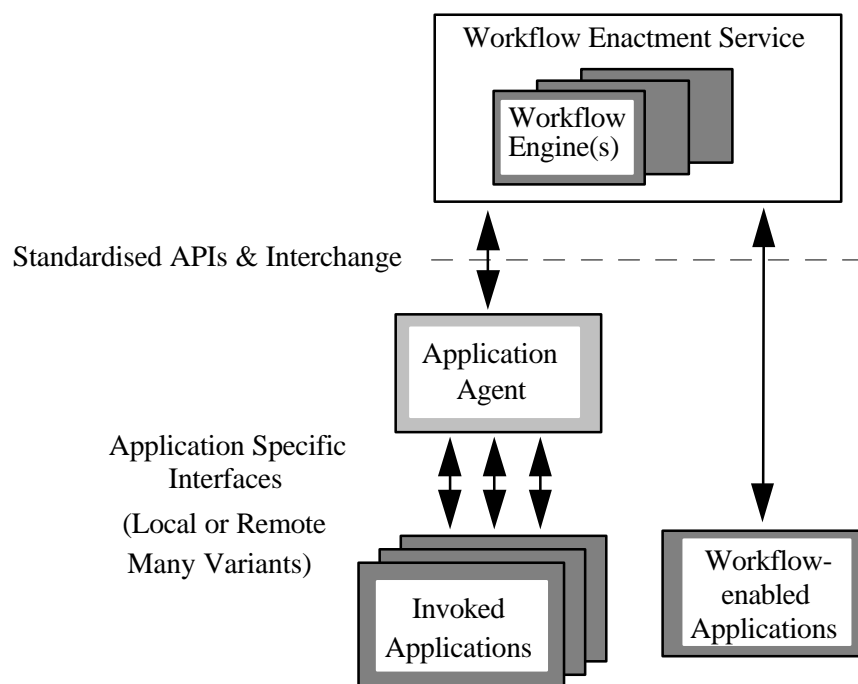 Workflow Enactment Service
Workflow
Engine(s)
Standardised APIs & Interchange
Application
Agent
Application Specific
Interfaces
(Local or Remote
Many Variants)
Invoked
Applications
Workflow-
enabled
Applications